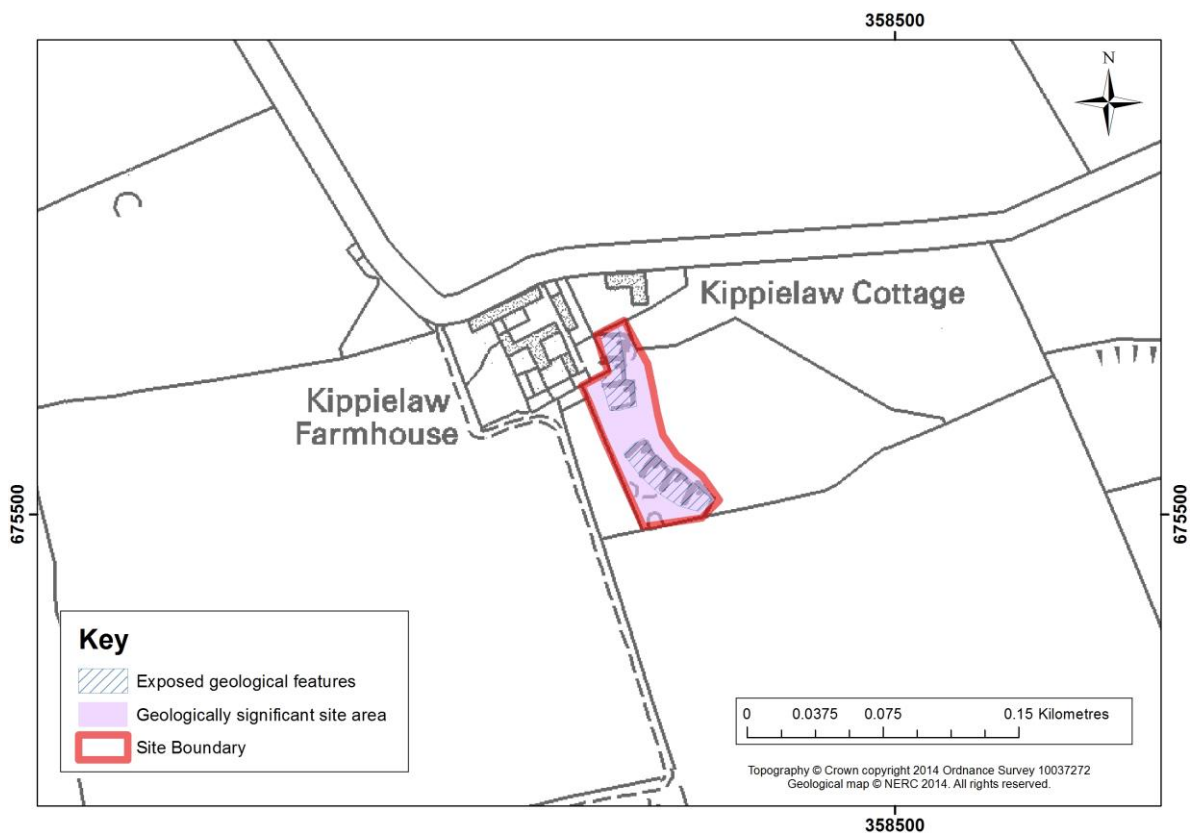 358500
N
Kippielaw Cottage
Kippielaw
Farmhouse
675500
675500
Key
Exposed geological features
Geologically significant site area
Site Boundary
0 0.0375 0.075 0.15 Kilometres
Topography © Crown copyright 2014 Ordnance Survey 10037272
Geological map © NERC 2014. All rights reserved.
358500